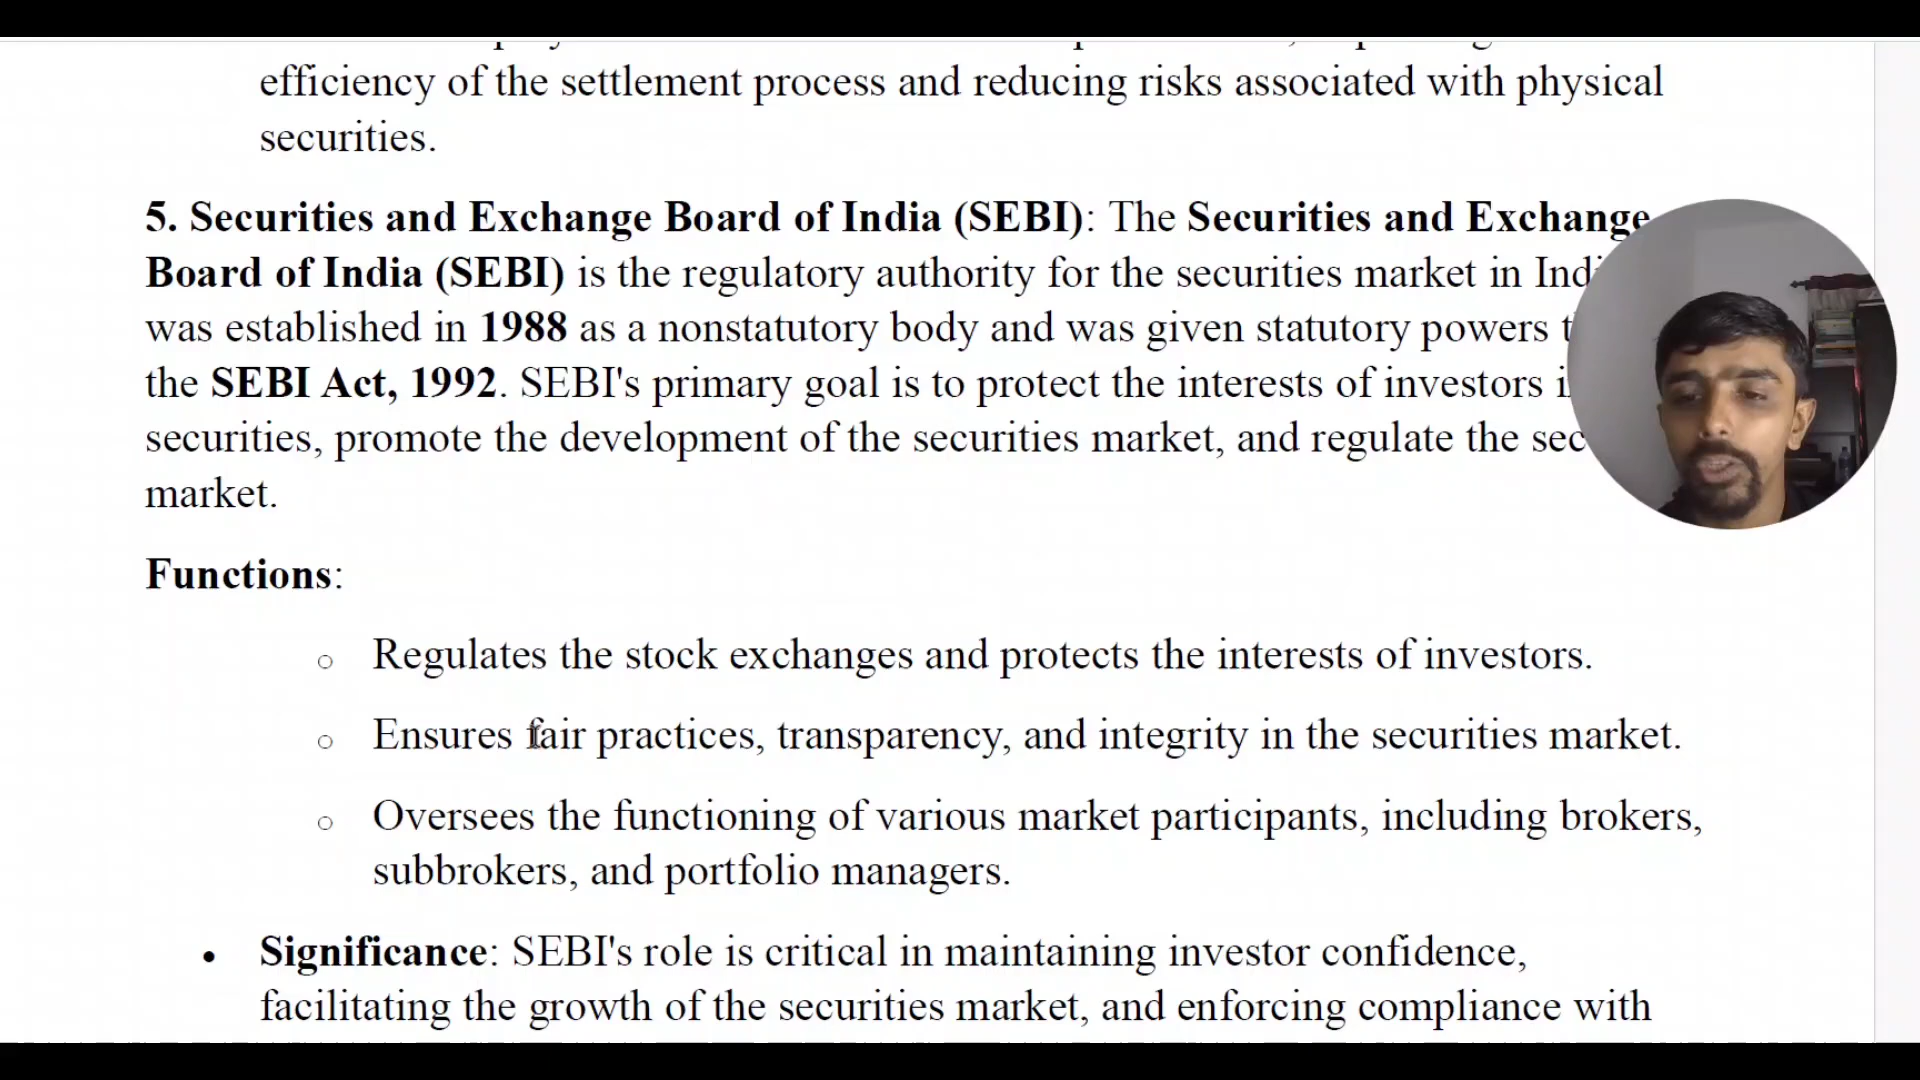 efficiency of the settlement process and reducing risks associated with physical
securities.
5. Securities and Exchange Board of India (SEBI): The Securities and Exchange
Board of India (SEBI) is the regulatory authority for the securities market in
was established in 1988 as a nonstatutory body and was given statutory powers
the SEBI Act, 1992. SEBI's primary goal is to protect the interests of investors
securities, promote the development of the securities market, and regulate the
market.
Functions:
○ Regulates the stock exchanges and protects the interests of investors.
○ Ensures fair practices, transparency, and integrity in the securities market.
○ Oversees the functioning of various market participants, including brokers,
subbrokers, and portfolio managers.
• Significance: SEBI's role is critical in maintaining investor confidence,
facilitating the growth of the securities market, and enforcing compliance with